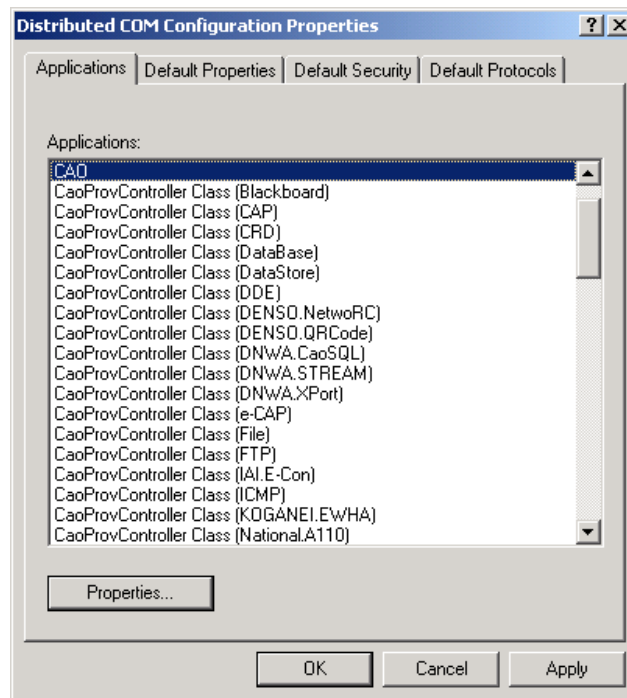 Distributed COM Configuration Properties
Applications Default Properties Default Security Default Protocols
Applications:
CAO
CaoProvController Class (Blackboard)
CaoProvController Class (CAP)
CaoProvController Class (CRD)
CaoProvController Class (DataBase)
CaoProvController Class (DataStore)
CaoProvController Class (DDE)
CaoProvController Class (DENSO.NetwoRC)
CaoProvController Class (DENSO.QRCode)
CaoProvController Class (DNWA.CaoSQL)
CaoProvController Class (DNWA.STREAM)
CaoProvController Class (DNWA.XPort)
CaoProvController Class (e-CAP)
CaoProvController Class (File)
CaoProvController Class (FTP)
CaoProvController Class (IAI.E-Con)
CaoProvController Class (ICMP)
CaoProvController Class (KOGANEI.EWHA)
CaoProvController Class (National.A110)
Properties...
OK Cancel Apply